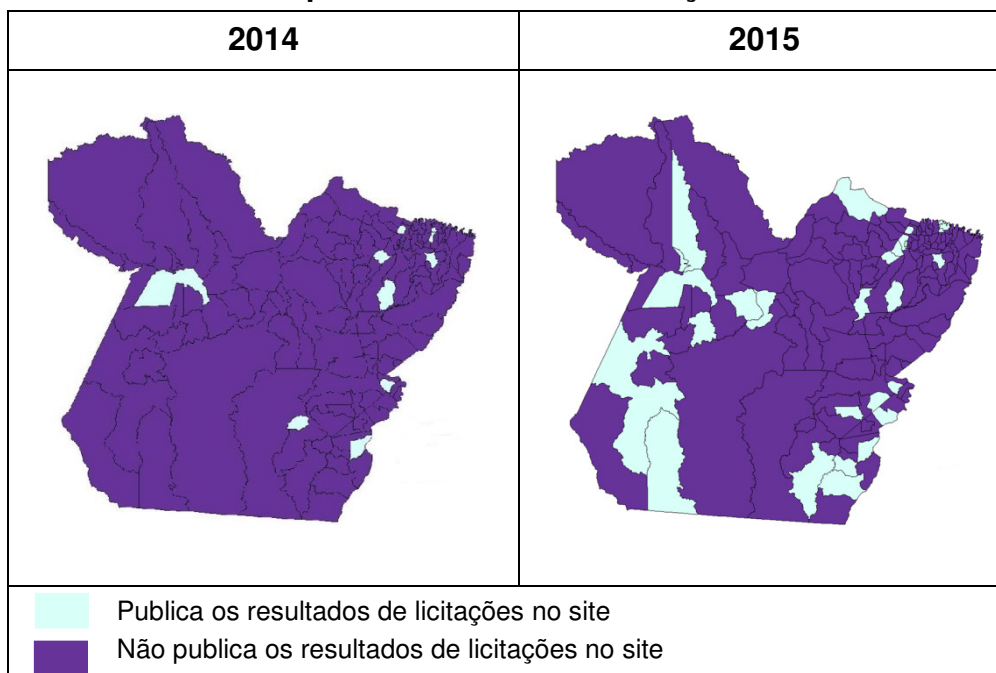 2014
2015
Publica os resultados de licitações no site
Não publica os resultados de licitações no site